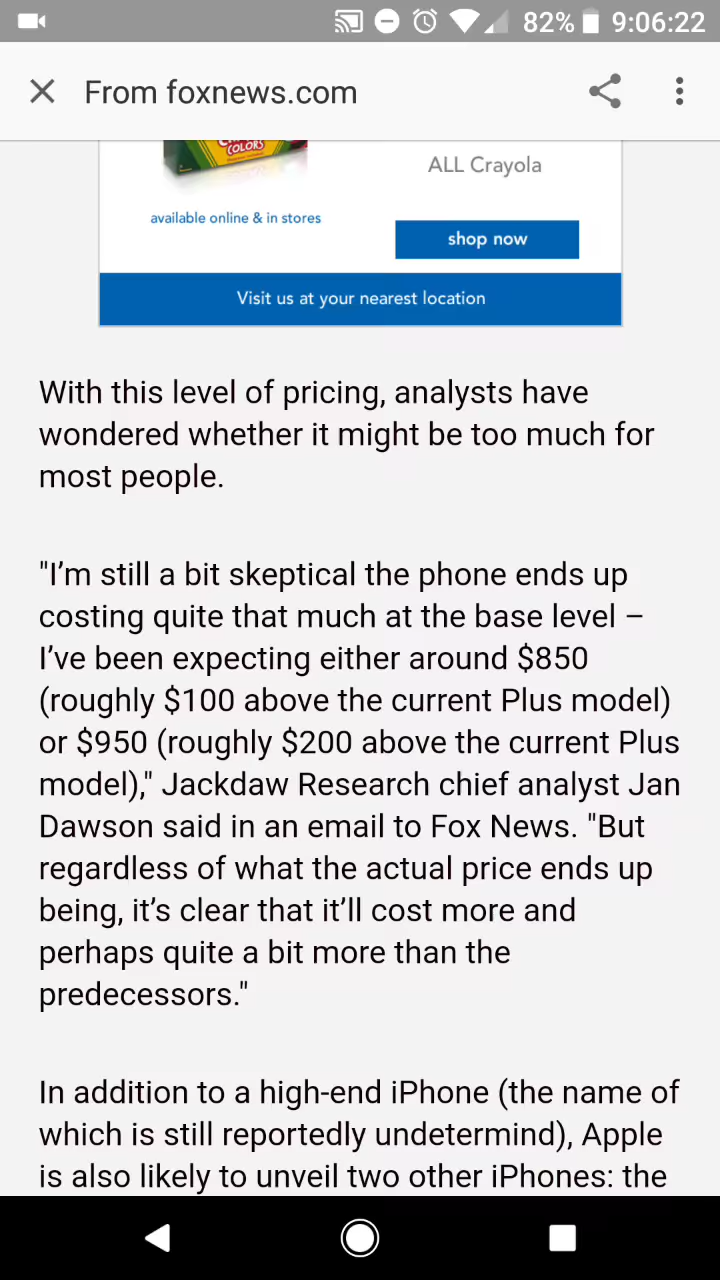 82% 9:06:22
From foxnews.com
COLORS
ALL Crayola
available online & in stores
shop now
Visit us at your nearest location
With this level of pricing, analysts have
wondered whether it might be too much for
most people.
"I’m still a bit skeptical the phone ends up
costing quite that much at the base level –
I’ve been expecting either around $850
(roughly $100 above the current Plus model)
or $950 (roughly $200 above the current Plus
model)," Jackdaw Research chief analyst Jan
Dawson said in an email to Fox News. "But
regardless of what the actual price ends up
being, it’s clear that it’ll cost more and
perhaps quite a bit more than the
predecessors."
In addition to a high-end iPhone (the name of
which is still reportedly undetermind), Apple
is also likely to unveil two other iPhones: the